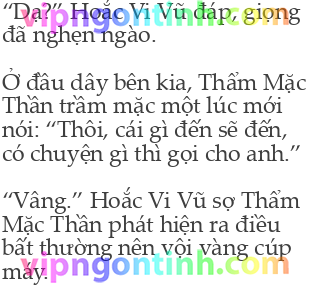 “Dạ?” Hoắc Vi Vũ đáp, giọng
đã nghẹn ngào.
Ở đầu dây bên kia, Thẩm Mặc
Thần trầm mặc một lúc mới
nói: “Thôi, cái gì đến sẽ đến,
có chuyện gì thì gọi cho anh.”
“Vâng.” Hoắc Vi Vũ sợ Thẩm
Mặc Thần phát hiện ra điều
bất thường nên vội vàng cúp
máy.
vipngontinh.com
vipngontinh.com